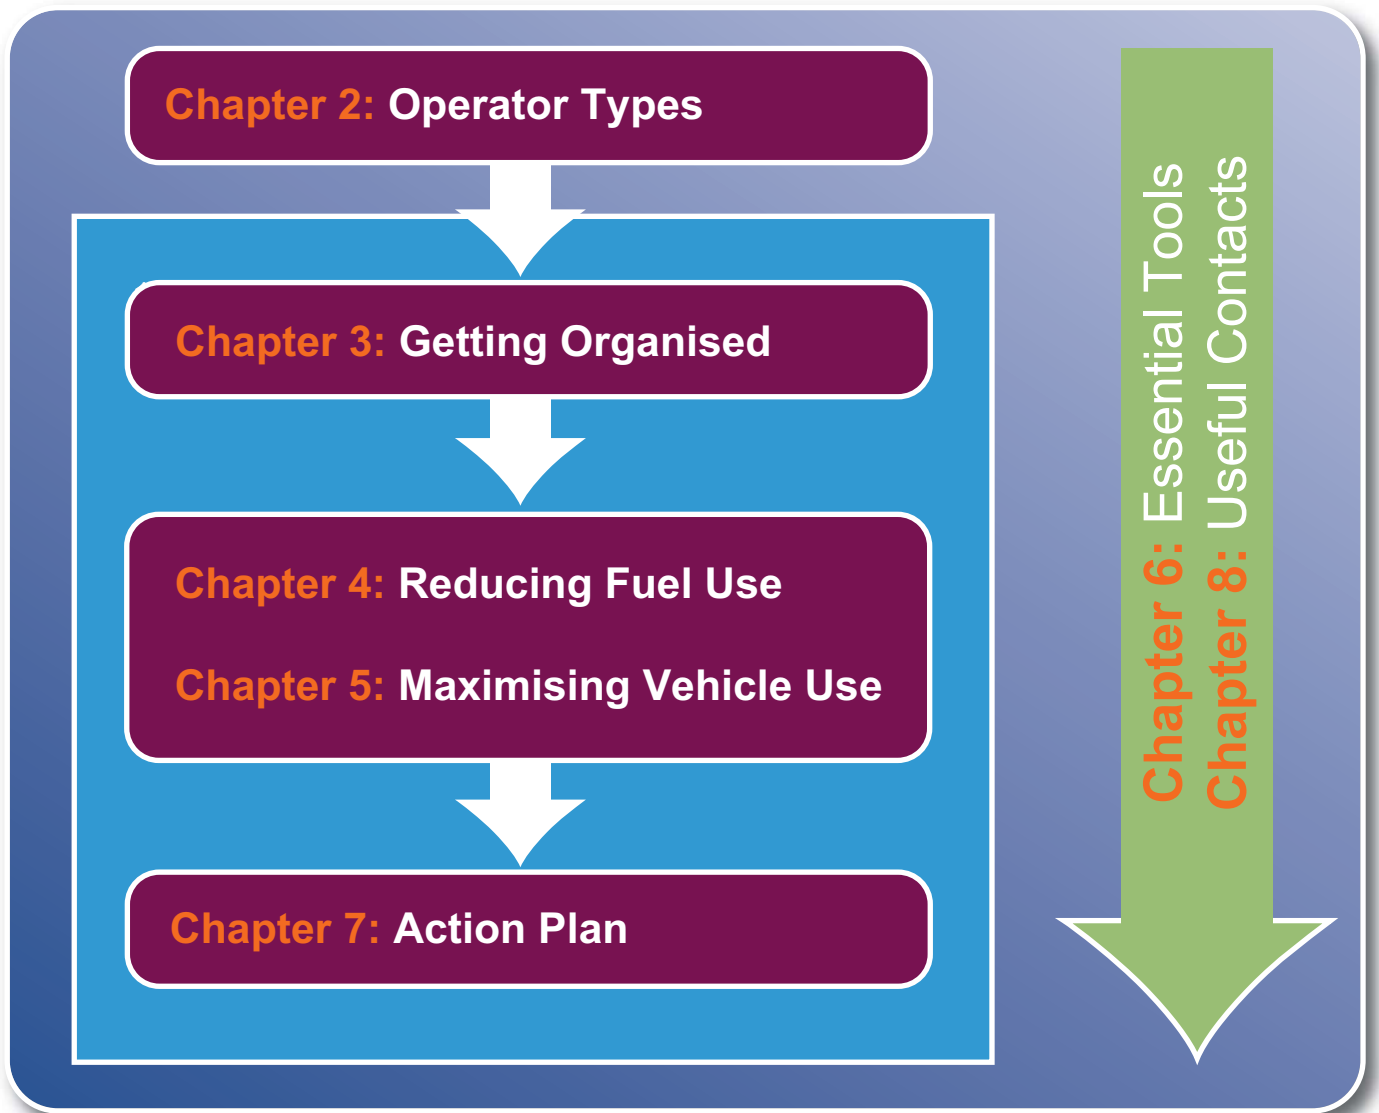 Chapter 2: Operator Types
Chapter 3: Getting Organised
Chapter 4: Reducing Fuel Use
Chapter 5: Maximising Vehicle Use
Chapter 7: Action Plan
Chapter 6: Essential Tools
Chapter 8: Useful Contacts